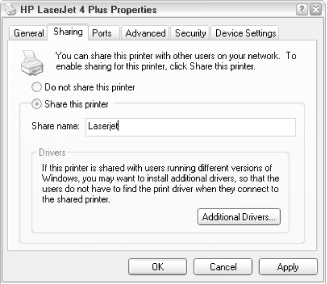 HP LaserJet 4 Plus Properties
General Sharing Ports Advanced Security Device Settings
You can share this printer with other users on your network. To
enable sharing for this printer, click Share this printer.
Do not share this printer
Share this printer
Share name: Laserjet
Drivers
If this printer is shared with users running different versions of
Windows, you may want to install additional drivers, so that the
users do not have to find the print driver when they connect to
the shared printer.
Additional Drivers...
OK Cancel Apply